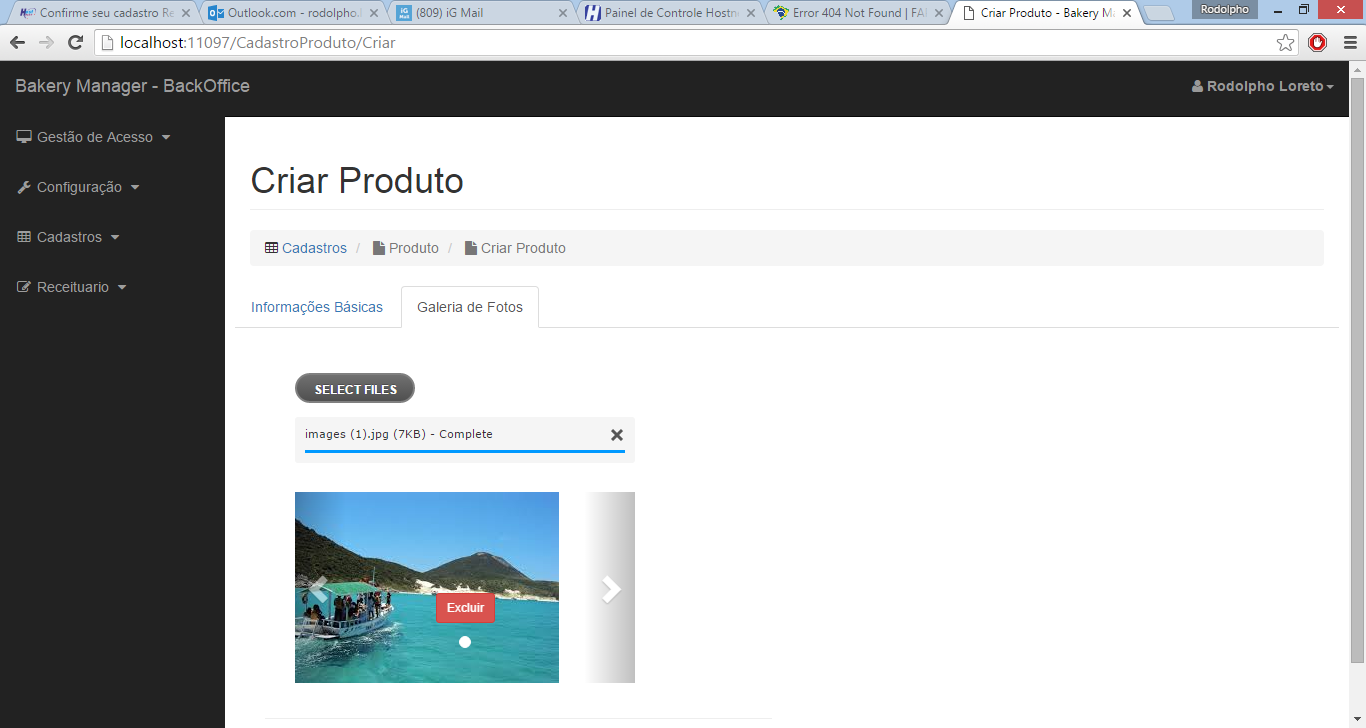 Confirme seu cadastro Re
Outlook.com - rodolpho.l
(809) iG Mail
Painel de Controle Hostn
Error 404 Not Found | FA
Criar Produto - Bakery Ma
Rodolpho
localhost:11097/CadastroProduto/Criar
Bakery Manager - BackOffice
Rodolpho Loreto
Gestão de Acesso
Configuração
Cadastros
Receituario
Criar Produto
Cadastros / Produto / Criar Produto
Informações Básicas
Galeria de Fotos
SELECT FILES
images (1).jpg (7KB) - Complete
Excluir